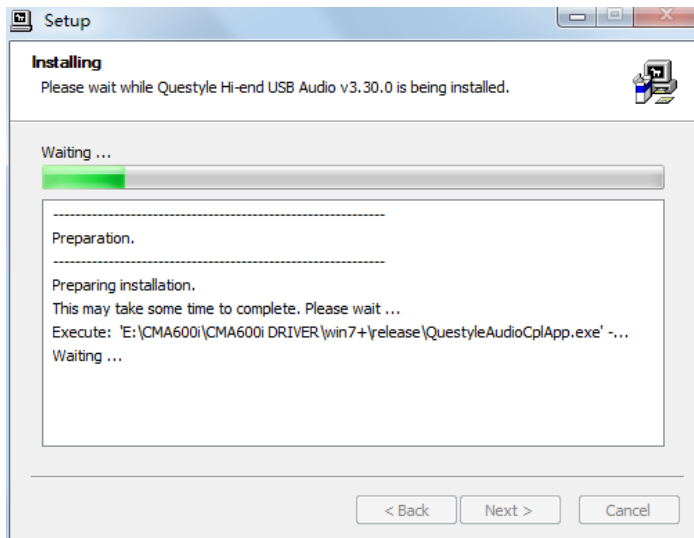 Setup
Installing
Please wait while Questyle Hi-end USB Audio v3.30.0 is being installed.
Waiting ...
------------------------------------------------------------
Preparation.
------------------------------------------------------------
Preparing installation.
This may take some time to complete. Please wait ...
Execute: 'E:\CMA600i\CMA600i DRIVER\win7+\release\QuestyleAudioCplApp.exe' -...
Waiting ...
< Back
Next >
Cancel